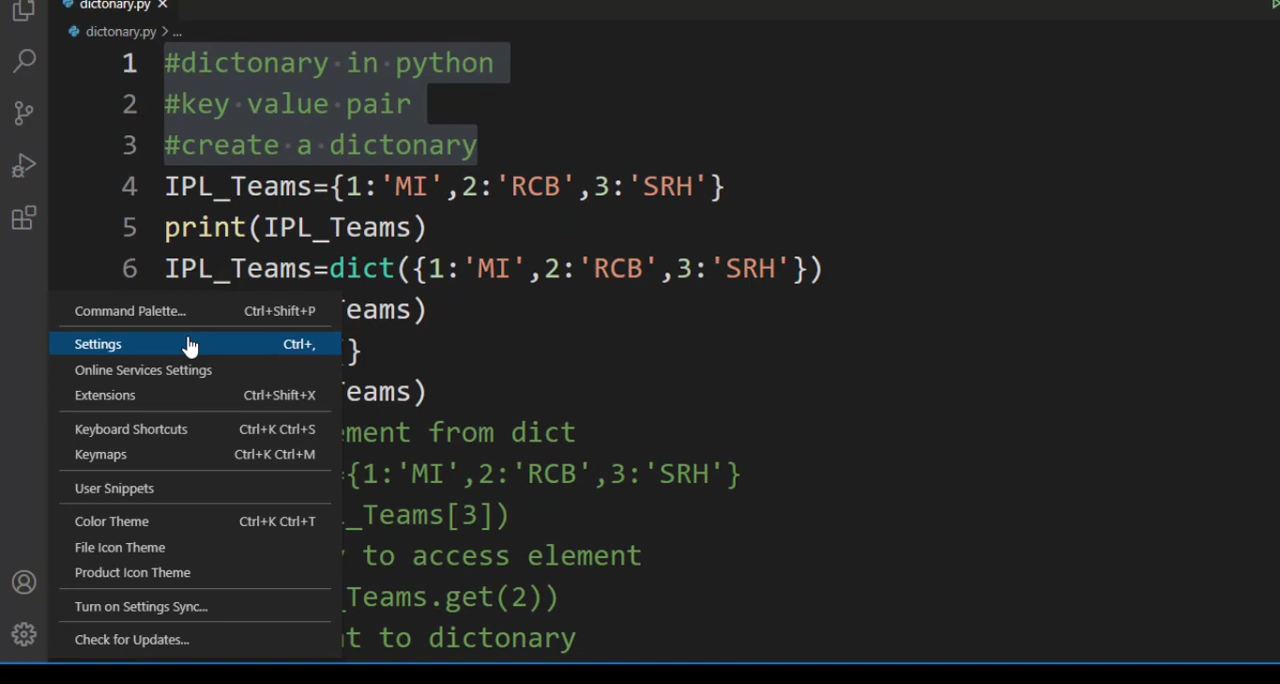 dictonary.py
dictonary.py > ...
1 #dictonary in python
2 #key value pair
3 #create a dictonary
4 IPL_Teams={1:'MI',2:'RCB',3:'SRH'}
5 print(IPL_Teams)
6 IPL_Teams=dict({1:'MI',2:'RCB',3:'SRH'})
eams)
}
eams)
ement from dict
={1:'MI',2:'RCB',3:'SRH'}
_Teams[3])
to access element
_Teams.get(2))
to dictonary
Command Palette... Ctrl+Shift+P
Settings Ctrl+,
Online Services Settings
Extensions Ctrl+Shift+X
Keyboard Shortcuts Ctrl+K Ctrl+S
Keymaps Ctrl+K Ctrl+M
User Snippets
Color Theme Ctrl+K Ctrl+T
File Icon Theme
Product Icon Theme
Turn on Settings Sync...
Check for Updates...